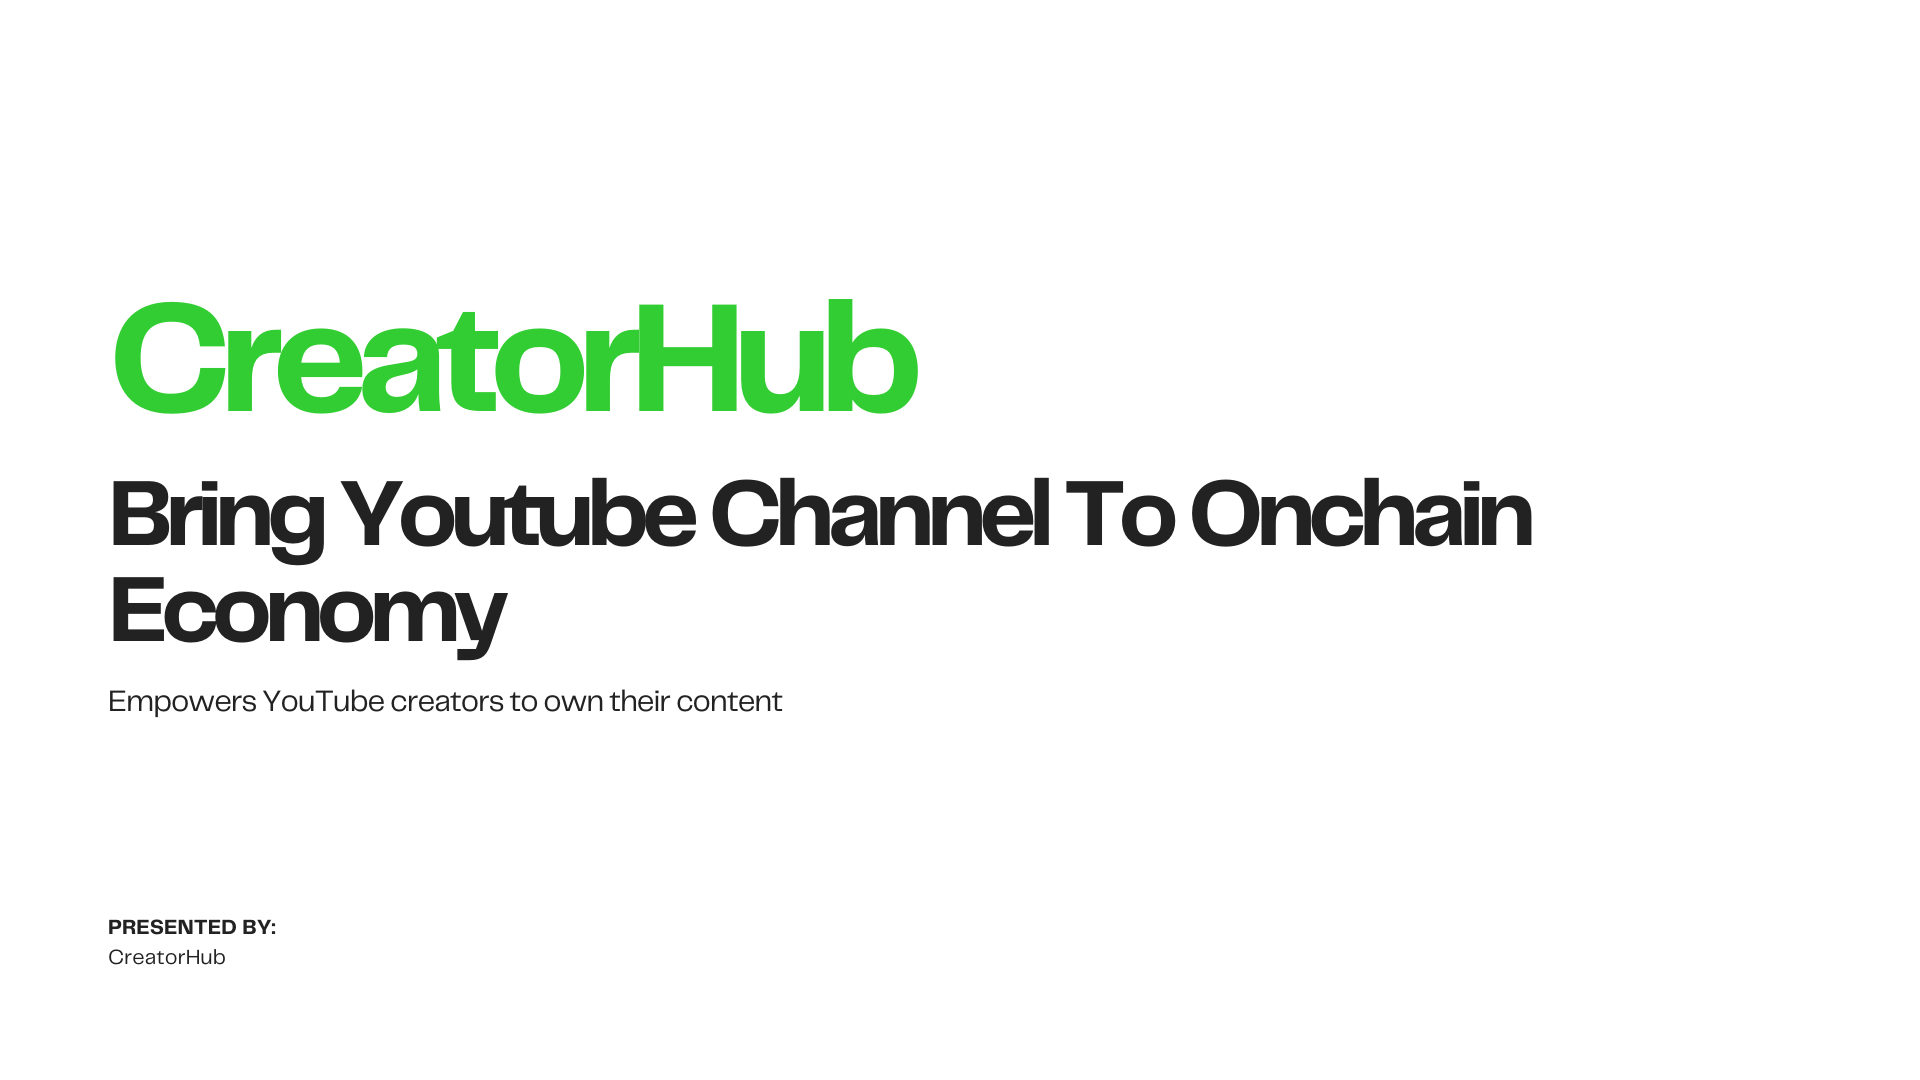 CreatorHub
Bring Youtube Channel To Onchain
Economy
Empowers YouTube creators to own their content
PRESENTED BY:
CreatorHub